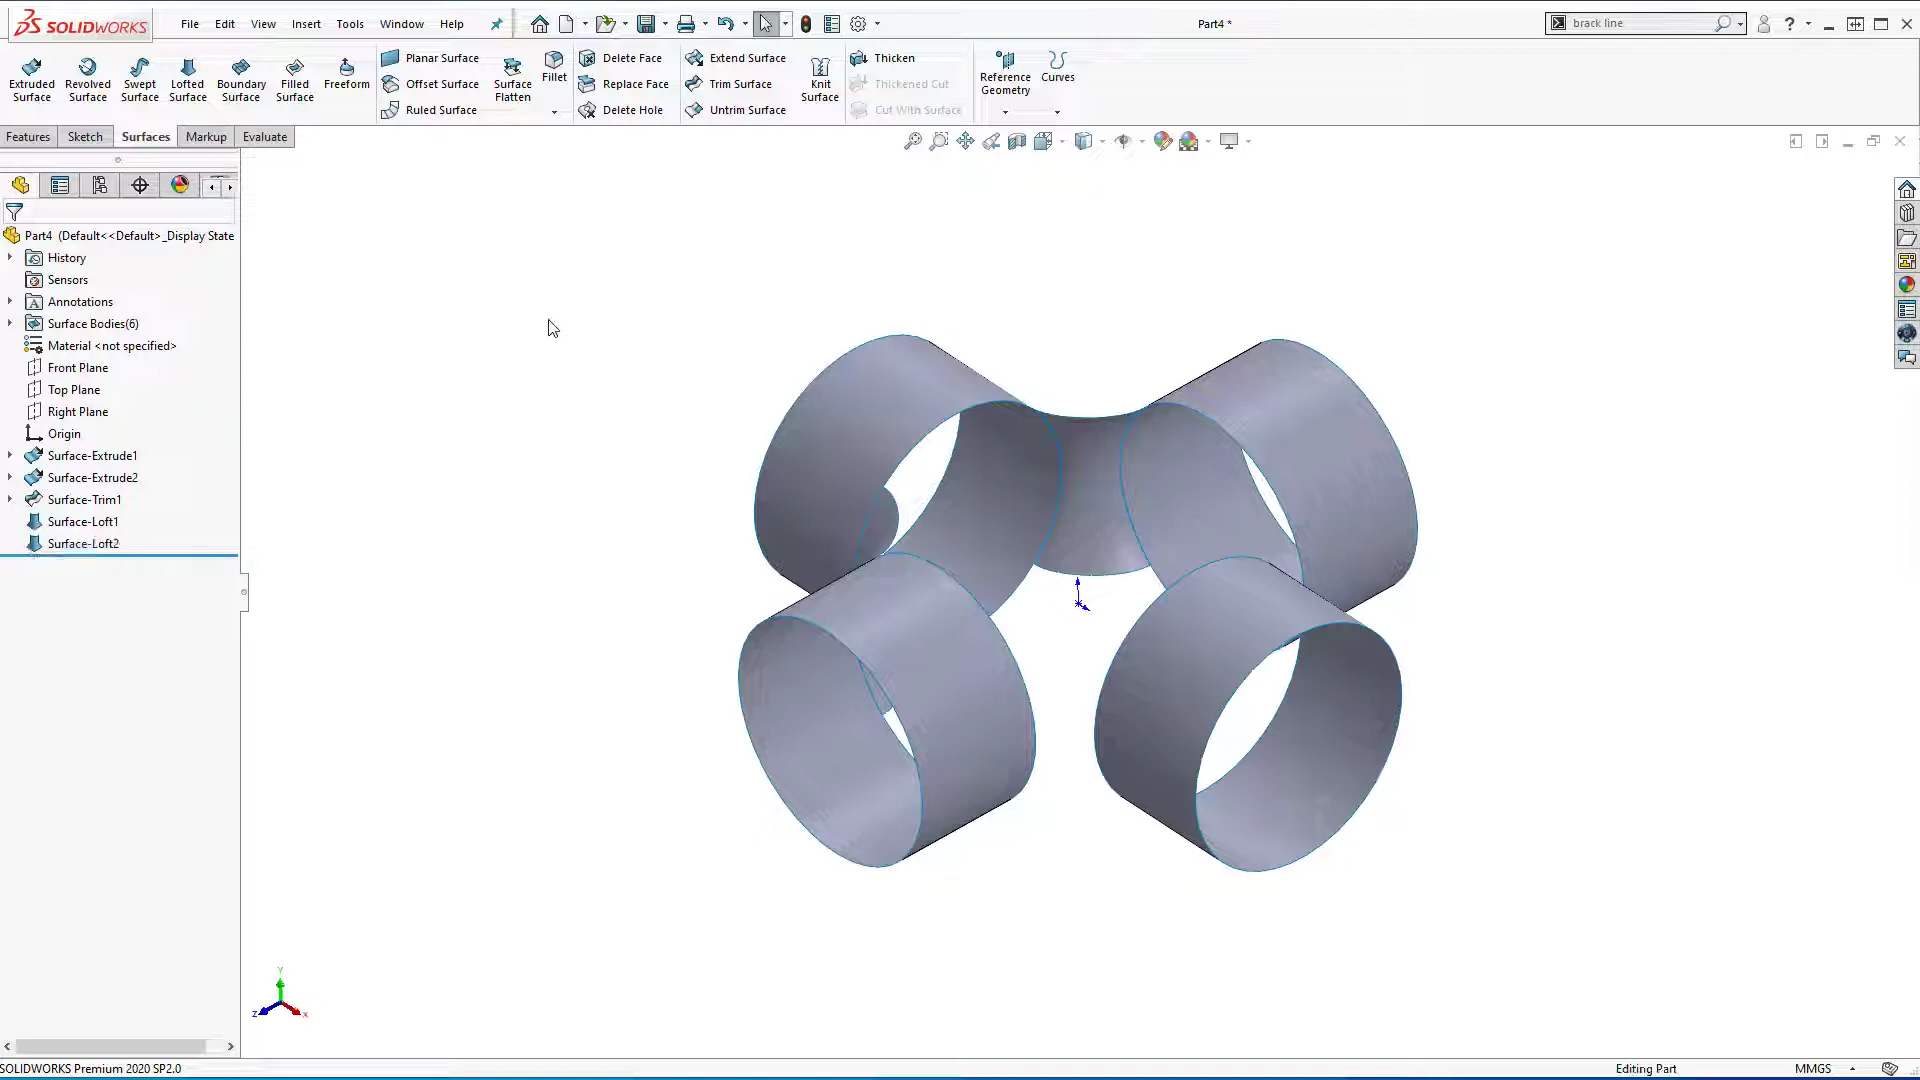 SOLIDWORKS File Edit View Insert Tools Window Help Part4 * brack line ?
Extruded Surface Revolved Surface Swept Surface Lofted Surface Boundary Surface Filled Surface Freeform Planar Surface Offset Surface Ruled Surface Surface Flatten Fillet Delete Face Replace Face Delete Hole Extend Surface Trim Surface Untrim Surface Knit Surface Thicken Thickened Cut Cut With Surface Reference Geometry Curves
Features Sketch Surfaces Markup Evaluate
Part4 (Default<<Default>_Display State
History
Sensors
Annotations
Surface Bodies(6)
Material <not specified>
Front Plane
Top Plane
Right Plane
Origin
Surface-Extrude1
Surface-Extrude2
Surface-Trim1
Surface-Loft1
Surface-Loft2
Y
Z X
SOLIDWORKS Premium 2020 SP2.0 Editing Part MMGS